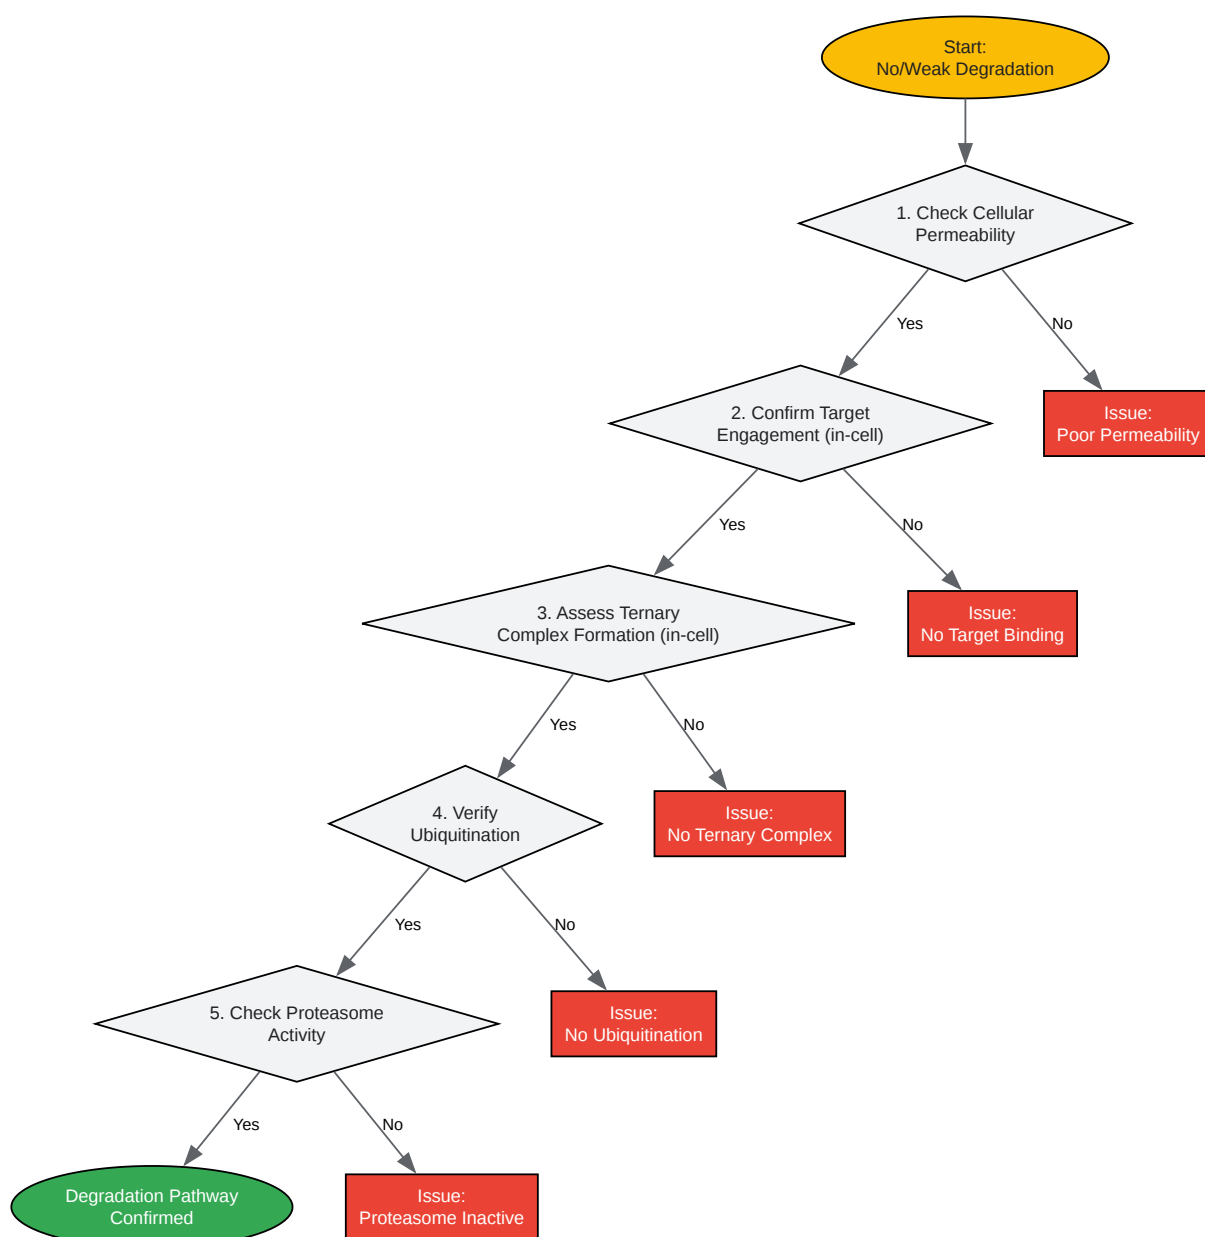 Start:
No/Weak Degradation
1. Check Cellular
Permeability
Yes
No
2. Confirm Target
Engagement (in-cell)
Issue:
Poor Permeability
Yes
No
3. Assess Ternary
Complex Formation (in-cell)
Issue:
No Target Binding
Yes
No
4. Verify
Ubiquitination
Issue:
No Ternary Complex
Yes
No
5. Check Proteasome
Activity
Issue:
No Ubiquitination
Yes
No
Degradation Pathway
Confirmed
Issue:
Proteasome Inactive